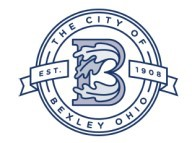 THE CITY OF
EST. B 1908
BEXLEY OHIO